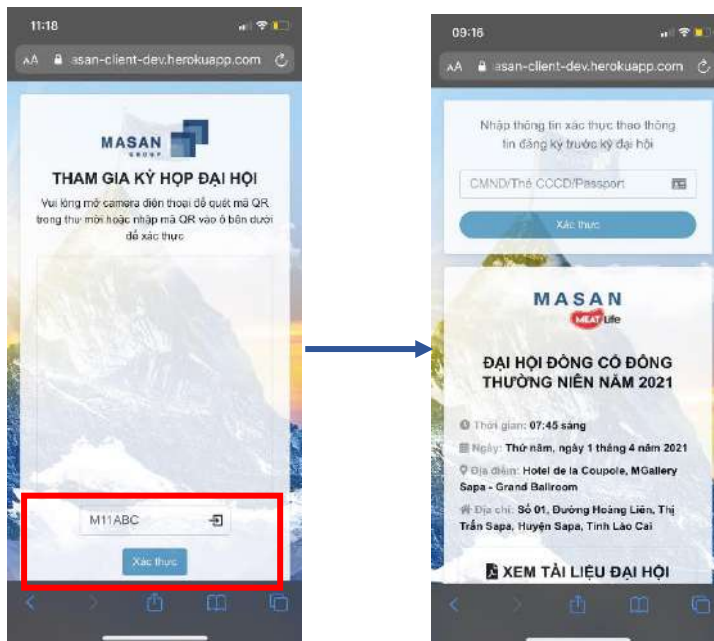 11:18
AA asan-client-dev.herokuapp.com
MASAN
GROUP
THAM GIA KỲ HỌP ĐẠI HỘI
Vui lòng mở camera điện thoại để quét mã QR
trong thư mời hoặc nhập mã QR vào ô bên dưới
để xác thực
M11ABC
Xác thực
09:16
AA asan-client-dev.herokuapp.com
Nhập thông tin xác thực theo thông
tin đăng ký trước kỳ đại hội
CMND/Thẻ CCCD/Passport
Xác thực
MASAN
MEATLife
ĐẠI HỘI ĐỒNG CỔ ĐÔNG
THƯỜNG NIÊN NĂM 2021
Thời gian: 07:45 sáng
Ngày: Thứ năm, ngày 1 tháng 4 năm 2021
Địa điểm: Hotel de la Coupole, MGallery
Sapa - Grand Ballroom
Địa chỉ: Số 01, Đường Hoàng Liên, Thị
Trấn Sapa, Huyện Sapa, Tỉnh Lào Cai
XEM TÀI LIỆU ĐẠI HỘI